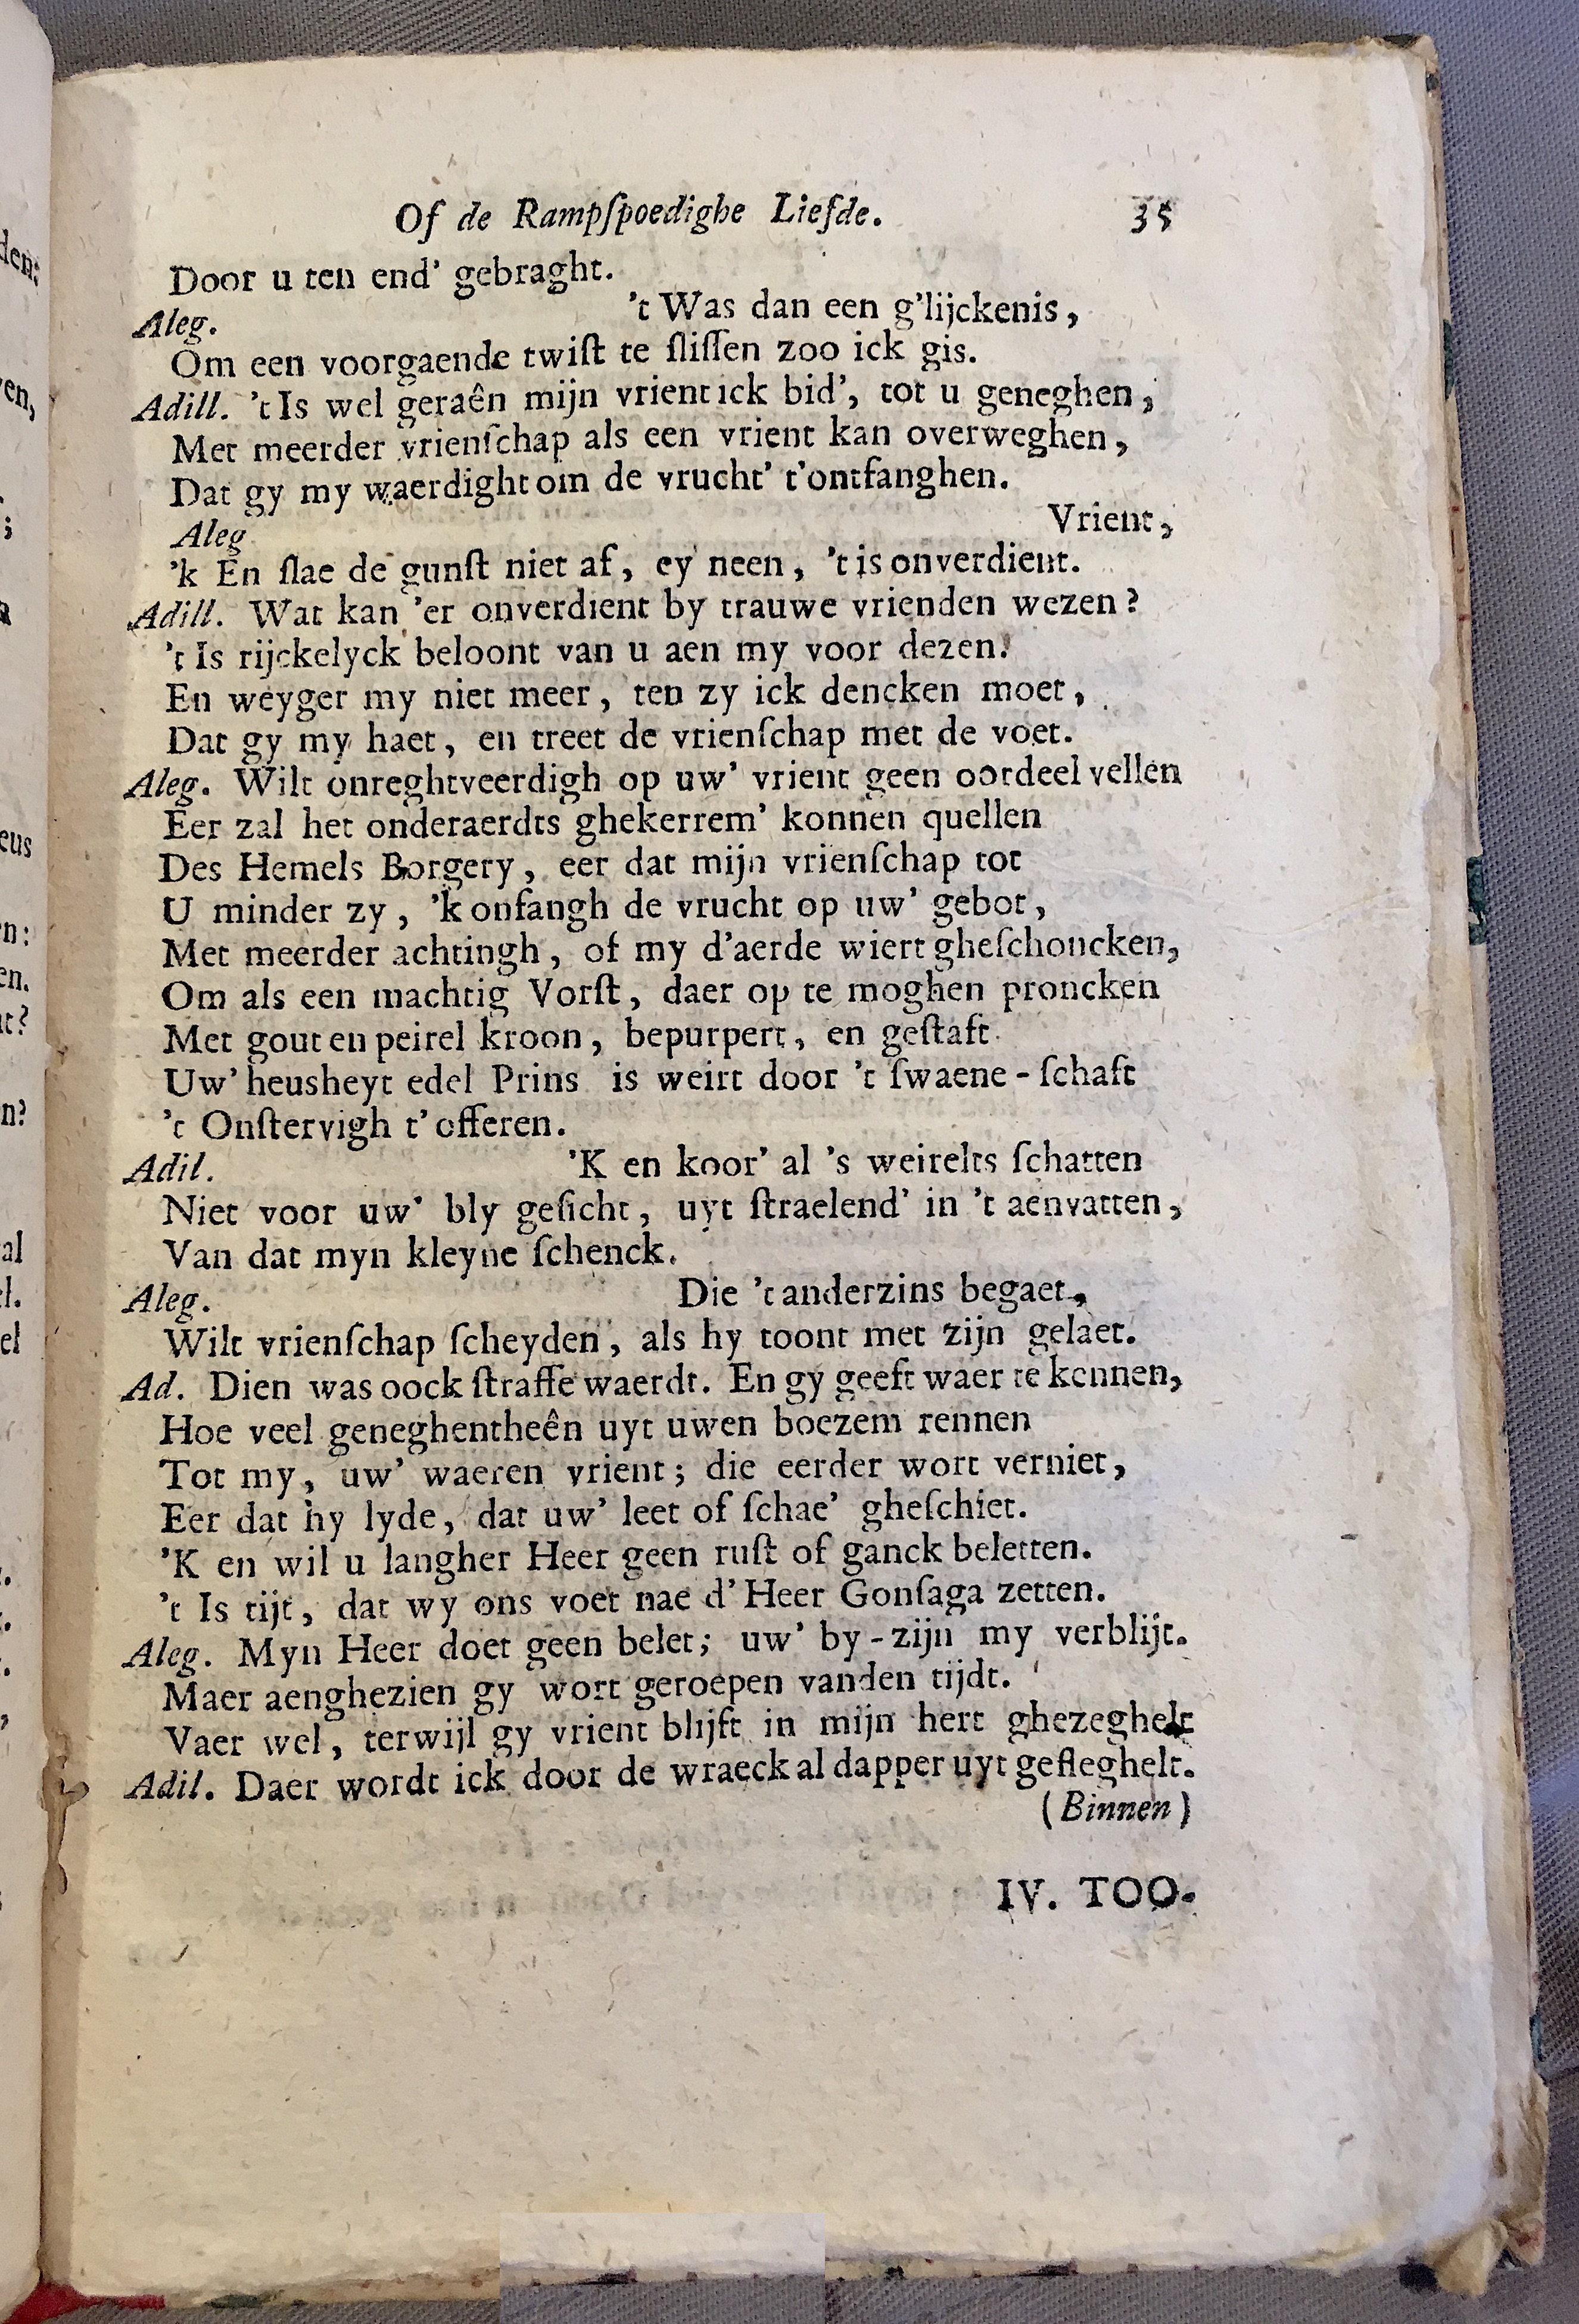 Of de Rampſpoedighe Lieſde. 35
Door u ten end' gebraght.
Aleg. 't Was dan een g'lijckenis,
Om een voorgaende twiſt te ſliſſen zoo ick gis.
Adill. 't Is wel geraên mijn vrient ick bid', tot u geneghen,
Met meerder vrienſchap als een vrient kan overweghen,
Dat gy my waerdight om de vrucht' t'ontfanghen.
Aleg Vrient,
'k En ſlae de gunſt niet af, ey neen, 't is onverdient.
Adill. Wat kan 'er onverdient by trauwe vrienden wezen?
't Is rijckelyck beloont van u aen my voor dezen.
En weyger my niet meer, ten zy ick dencken moet,
Dat gy my haet, en treet de vrienſchap met de voet.
Aleg. Wilt onreghtveerdigh op uw' vrient geen oordeel vellen
Eer zal het onderaerdts ghekerrem' konnen quellen
Des Hemels Borgery, eer dat mijn vrienſchap tot
U minder zy, 'k onfangh de vrucht op uw' gebot,
Met meerder achtingh, of my d'aerde wiert gheſchoncken,
Om als een machtig Vorſt, daer op te moghen proncken
Met gout en peirel kroon, bepurpert, en geſtaft
Uw' heusheyt edel Prins is weirt door 't ſwaene-ſchaft
't Onſtervigh t'offeren.
Adil. 'K en koor' al 's weirelts ſchatten
Niet voor uw' bly geſicht, uyt ſtraelend' in 't aenvatten,
Van dat myn kleyne ſchenck.
Aleg. Die 't anderzins begaet,
Wilt vrienſchap ſcheyden, als hy toont met zijn gelaet.
Ad. Dien was oock ſtraffe waerdt. En gy geeft waer te kennen,
Hoe veel geneghentheên uyt uwen boezem rennen
Tot my, uw' waeren vrient; die eerder wort verniet,
Eer dat hy lyde, dat uw' leet of ſchae' gheſchiet.
'K en wil u langher Heer geen ruſt of ganck beletten.
't Is tijt, dat wy ons voet nae d'Heer Gonſaga zetten.
Aleg. Myn Heer doet geen belet; uw' by-zijn my verblijt.
Maer aenghezien gy wort geroepen vanden tijdt.
Vaer wel, terwijl gy vrient blijft in mijn hert ghezeghelt
Adil. Daer wordt ick door de wraeck al dapper uyt gefleghelt.
(Binnen)
IV. TOO-